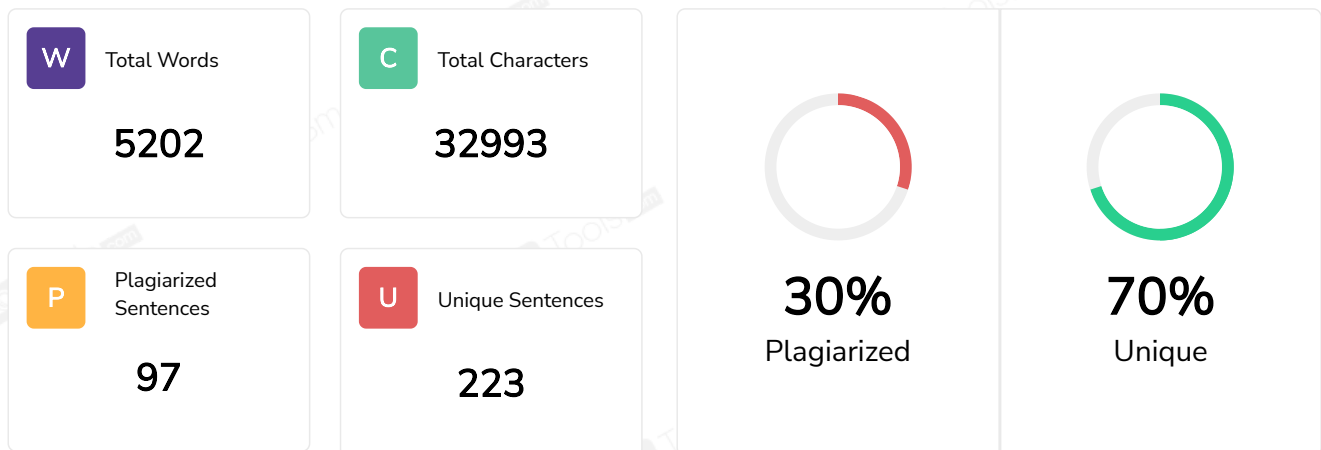 W Total Words
5202
C Total Characters
32993
P Plagiarized
Sentences
97
U Unique Sentences
223
30%
Plagiarized
70%
Unique